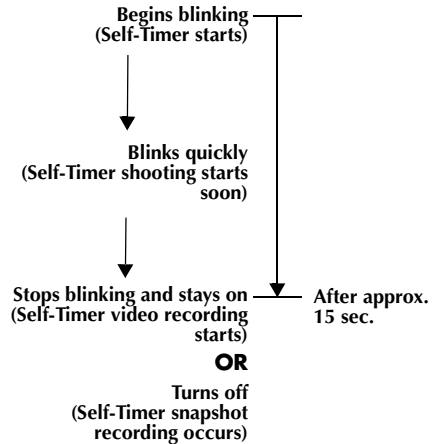 Begins blinking
(Self-Timer starts)
Blinks quickly
(Self-Timer shooting starts
soon)
Stops blinking and stays on
(Self-Timer video recording
starts)
After approx.
15 sec.
OR
Turns off
(Self-Timer snapshot
recording occurs)